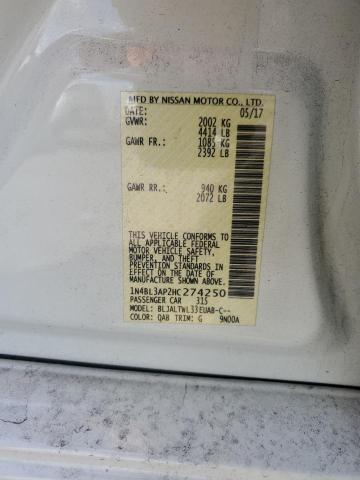 MFD BY NISSAN MOTOR CO., LTD.
DATE: 05/17
GVWR: 2002 KG
4414 LB
GAWR FR.: 1085 KG
2392 LB
GAWR RR.: 940 KG
2072 LB
THIS VEHICLE CONFORMS TO
ALL APPLICABLE FEDERAL
MOTOR VEHICLE SAFETY,
BUMPER, AND THEFT
PREVENTION STANDARDS
IN EFFECT ON THE DATE OF
MANUFACTURE SHOWN ABOVE.
1N4BL3AP2HC274250
PASSENGER CAR 315
MODEL: BLJALTWL33EUAB-C--
COLOR: QAB TRIM: G 9N00A